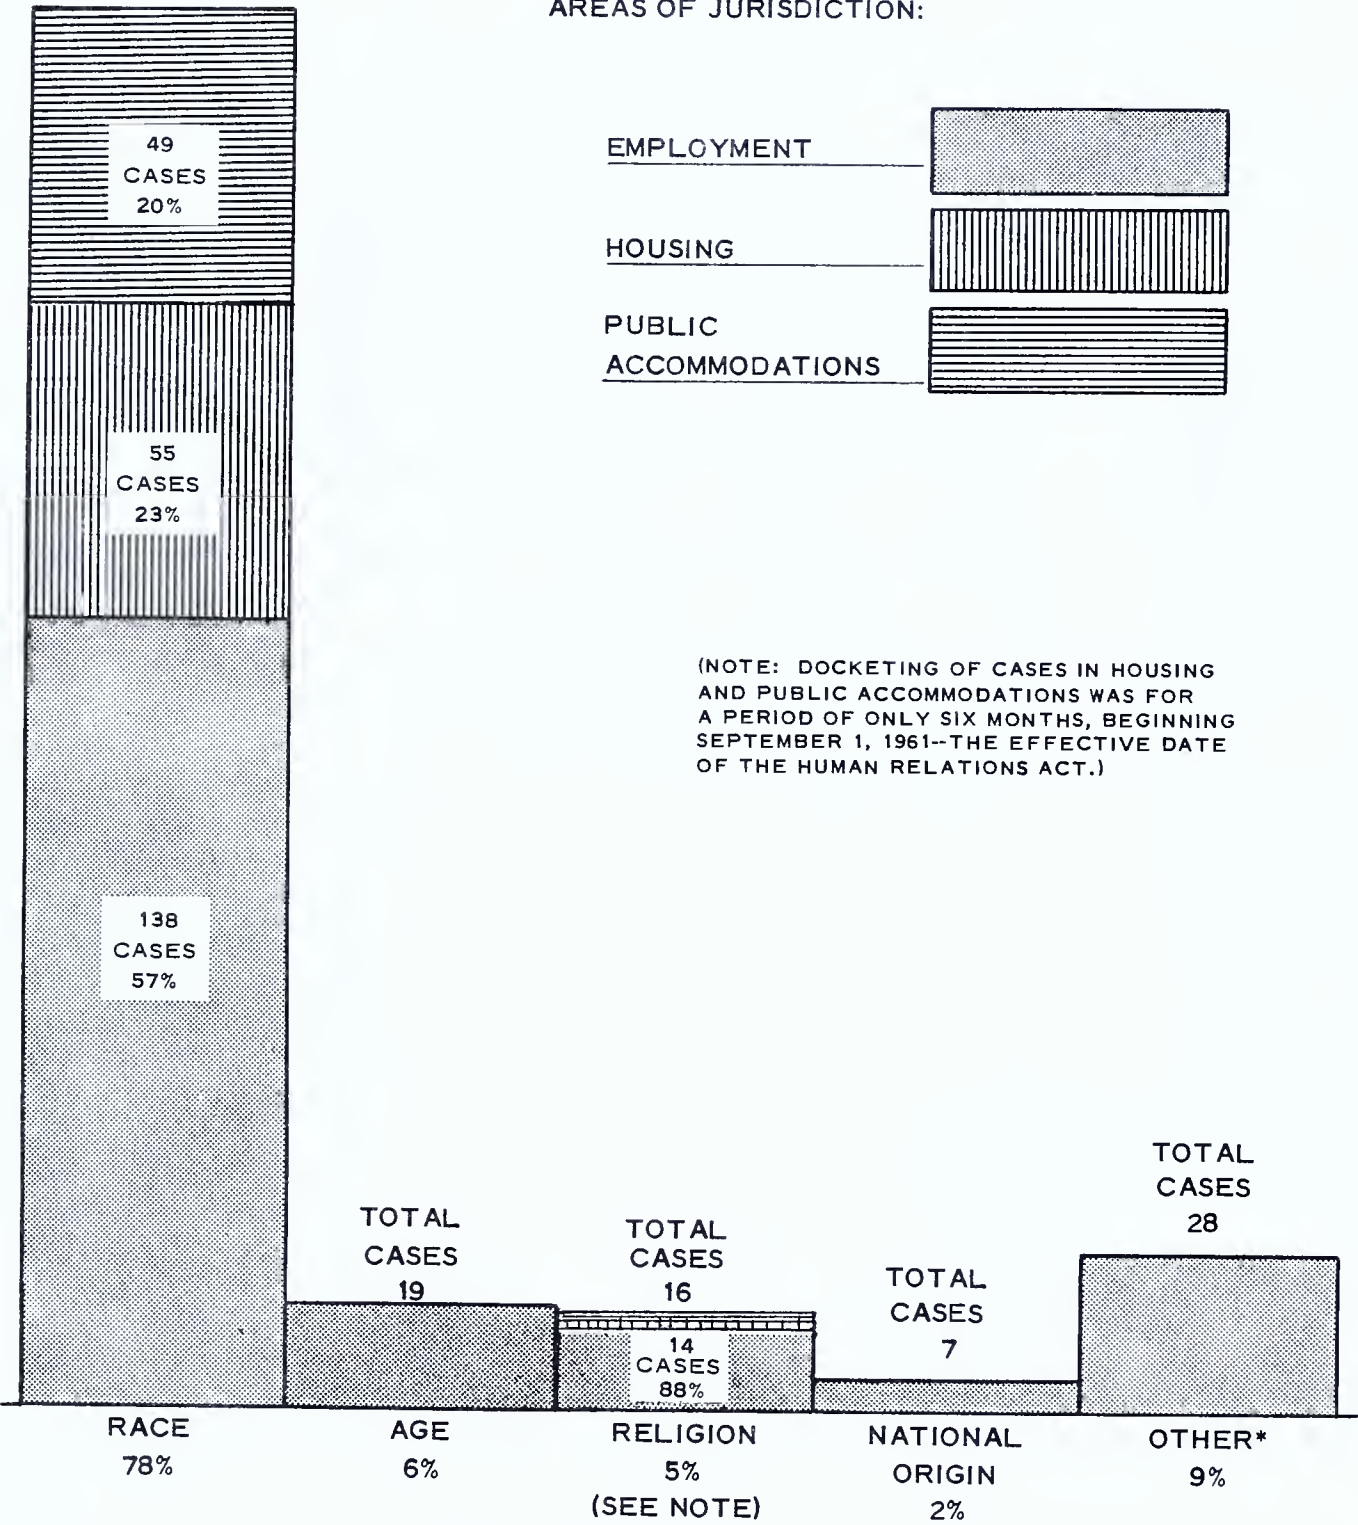 AREAS OF JURISDICTION:
EMPLOYMENT
HOUSING
PUBLIC
ACCOMMODATIONS
49
CASES
20%
55
CASES
23%
138
CASES
57%
(NOTE: DOCKETING OF CASES IN HOUSING
AND PUBLIC ACCOMMODATIONS WAS FOR
A PERIOD OF ONLY SIX MONTHS, BEGINNING
SEPTEMBER 1, 1961--THE EFFECTIVE DATE
OF THE HUMAN RELATIONS ACT.)
TOTAL
CASES
19
TOTAL
CASES
16
14
CASES
88%
TOTAL
CASES
7
TOTAL
CASES
28
RACE
78%
AGE
6%
RELIGION
5%
(SEE NOTE)
NATIONAL
ORIGIN
2%
OTHER*
9%